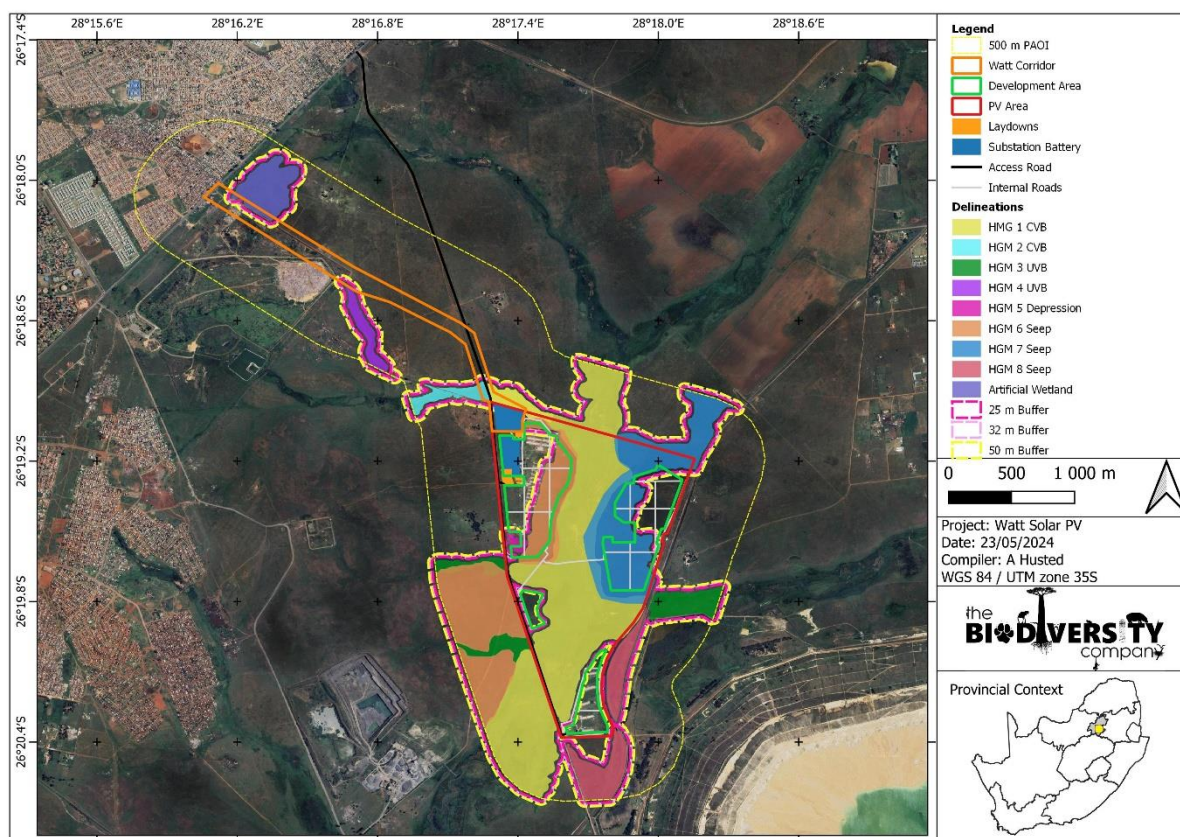 28°15.6'E
28°16.2'E
28°16.8'E
28°17.4'E
28°18.0'E
28°18.6'E
26°17.4'S
26°18.0'S
26°18.6'S
26°19.2'S
26°19.8'S
26°20.4'S
Legend
500 m PAOI
Watt Corridor
Development Area
PV Area
Laydowns
Substation Battery
Access Road
Internal Roads
Delineations
HMG 1 CVB
HGM 2 CVB
HGM 3 UVB
HGM 4 UVB
HGM 5 Depression
HGM 6 Seep
HGM 7 Seep
HGM 8 Seep
Artificial Wetland
25 m Buffer
32 m Buffer
50 m Buffer
0 500 1 000 m
Project: Watt Solar PV
Date: 23/05/2024
Compiler: A Husted
WGS 84 / UTM zone 35S
the
BIODIVERSITY
company
Provincial Context